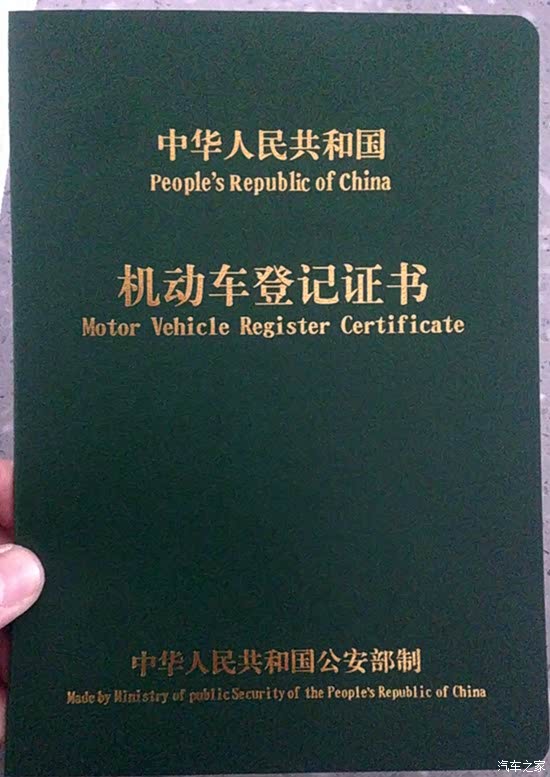 中华人民共和国
People's Republic of China
机动车登记证书
Motor Vehicle Register Certificate
中华人民共和国公安部制
Made by Ministry of public Security of the People's Republic of China
汽车之家